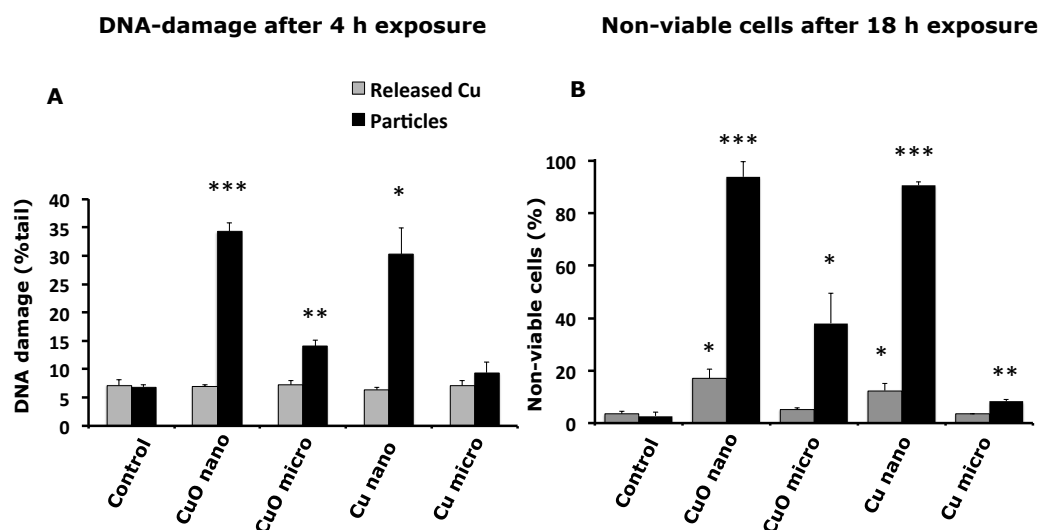 DNA-damage after 4 h exposure
Non-viable cells after 18 h exposure
A
Released Cu
Particles
DNA damage (%tail)
40
35
30
25
20
15
10
5
0
***
**
*
Control
CuO nano
CuO micro
Cu nano
Cu micro
B
Non-viable cells (%)
100
80
60
40
20
0
*
***
*
*
***
**
Control
CuO nano
CuO micro
Cu nano
Cu micro